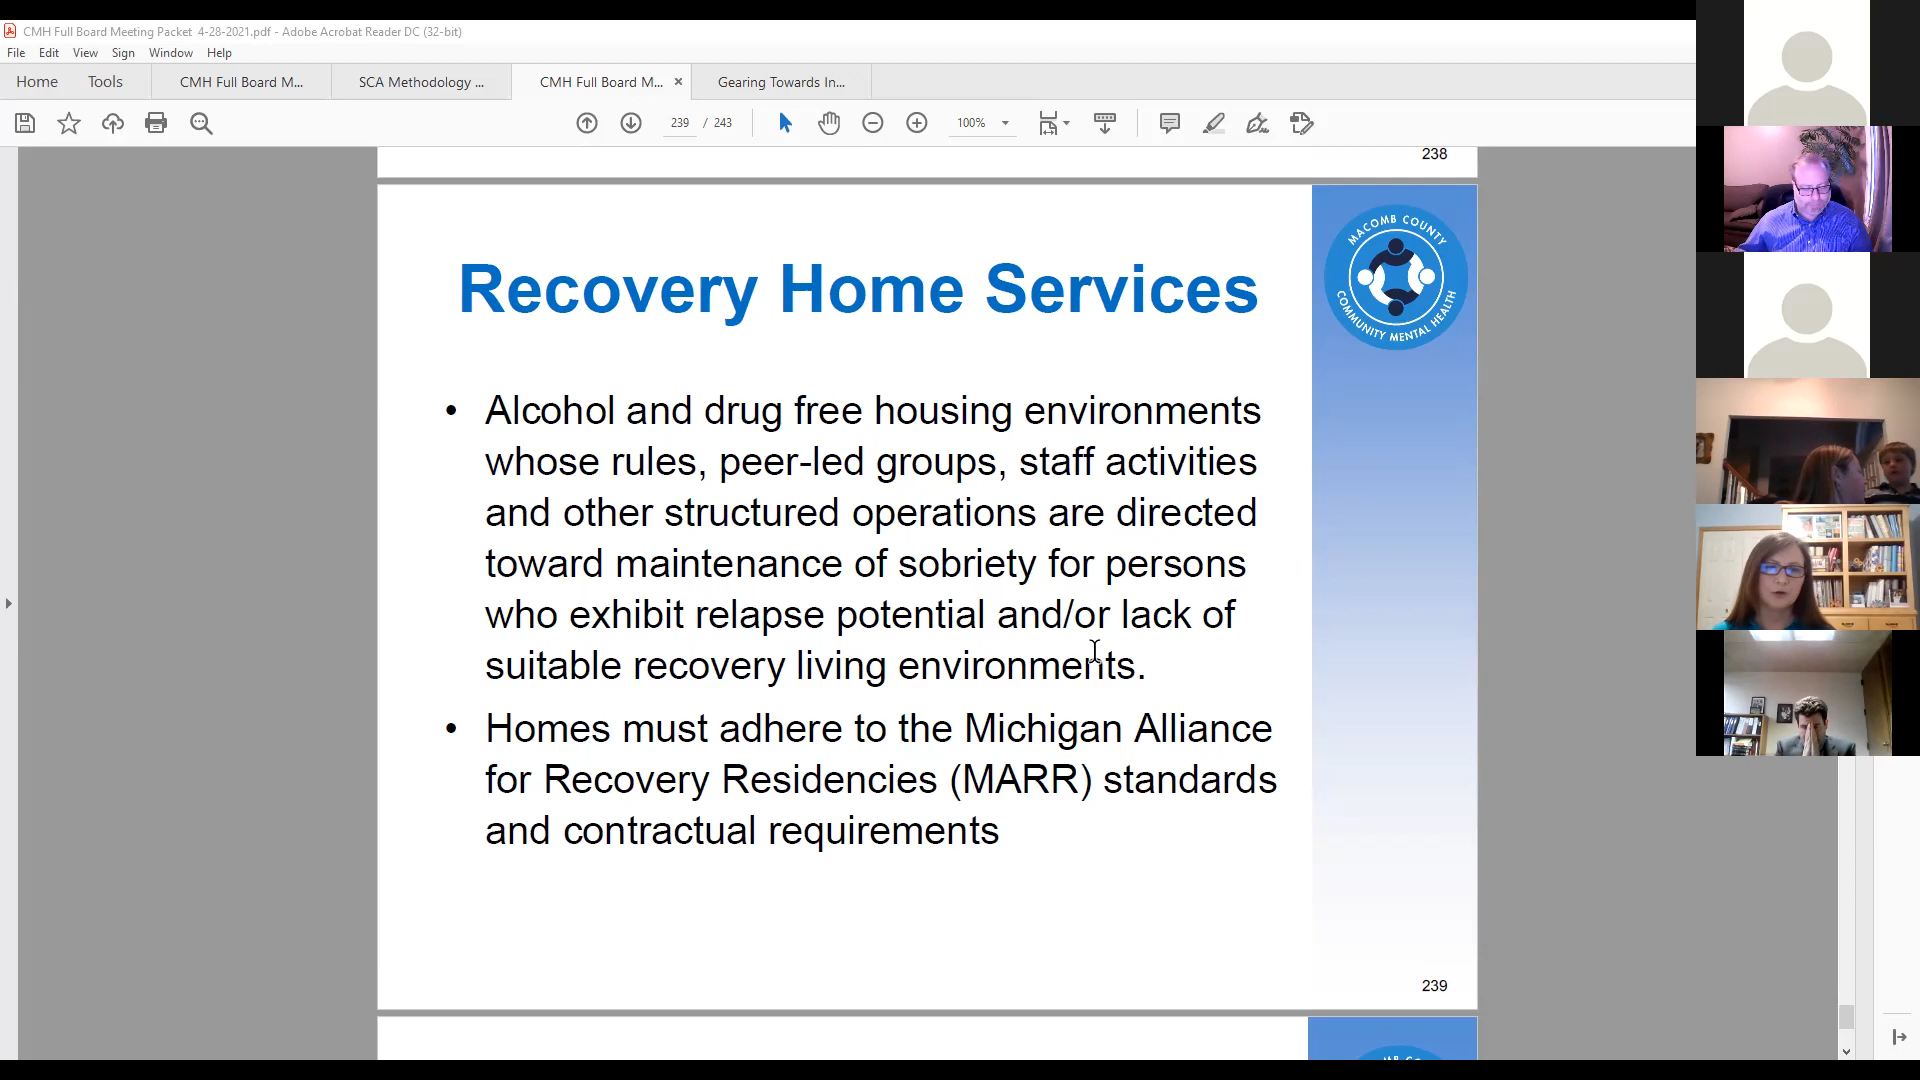 CMH Full Board Meeting Packet 4-28-2021.pdf - Adobe Acrobat Reader DC (32-bit)
File Edit View Sign Window Help
Home Tools CMH Full Board M... SCA Methodology ... CMH Full Board M... × Gearing Towards In...
239 / 243 100%
238
Recovery Home Services
MACOMB COUNTY
COMMUNITY MENTAL HEALTH
• Alcohol and drug free housing environments
whose rules, peer-led groups, staff activities
and other structured operations are directed
toward maintenance of sobriety for persons
who exhibit relapse potential and/or lack of
suitable recovery living environments.
• Homes must adhere to the Michigan Alliance
for Recovery Residencies (MARR) standards
and contractual requirements
239